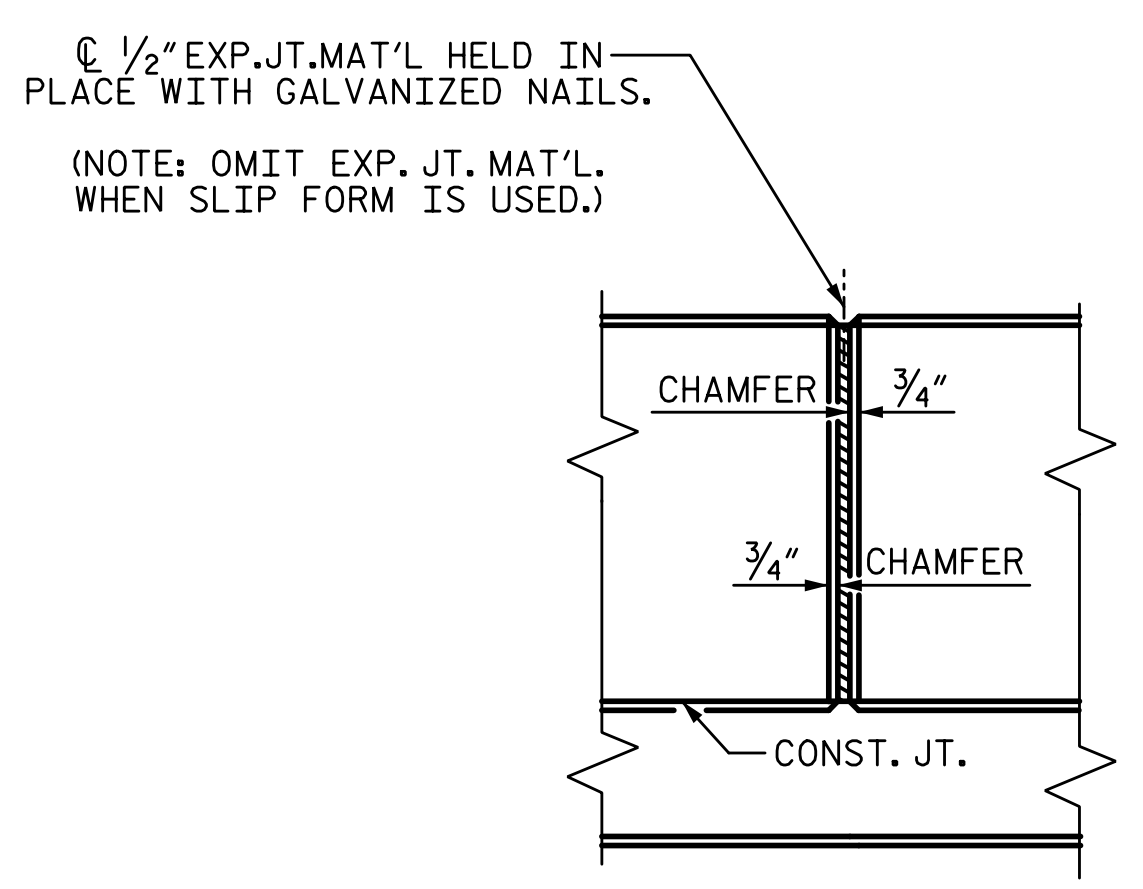 ℄ 1/2" EXP. JT. MAT'L HELD IN
PLACE WITH GALVANIZED NAILS.
(NOTE: OMIT EXP. JT. MAT'L.
WHEN SLIP FORM IS USED.)
CHAMFER 3/4"
3/4" CHAMFER
CONST. JT.